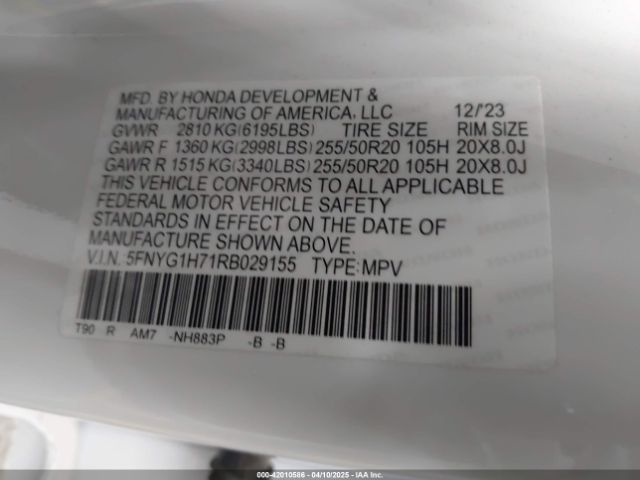 MFD. BY HONDA DEVELOPMENT &
MANUFACTURING OF AMERICA, LLC 12/'23
GVWR 2810 KG(6195LBS) TIRE SIZE RIM SIZE
GAWR F 1360 KG(2998LBS) 255/50R20 105H 20X8.0J
GAWR R 1515 KG(3340LBS) 255/50R20 105H 20X8.0J
THIS VEHICLE CONFORMS TO ALL APPLICABLE
FEDERAL MOTOR VEHICLE SAFETY
STANDARDS IN EFFECT ON THE DATE OF
MANUFACTURE SHOWN ABOVE.
V.I.N.: 5FNYG1H71RB029155 TYPE: MPV
T90 R AM7 -NH883P -B -B
000-42010586 - 04/10/2025 - IAAI.COM